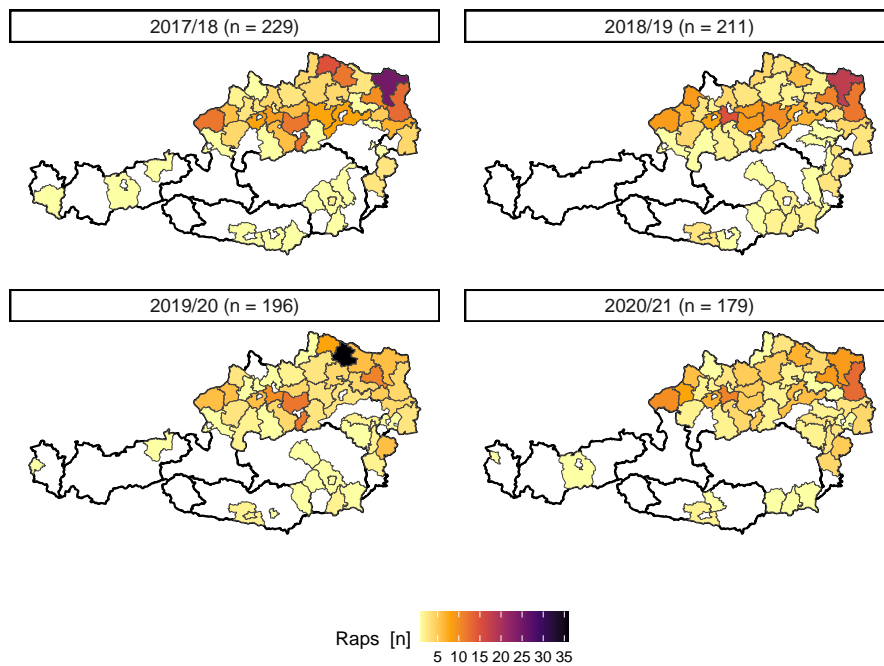 2017/18 (n = 229)
2018/19 (n = 211)
2019/20 (n = 196)
2020/21 (n = 179)
Raps [n]
5 10 15 20 25 30 35